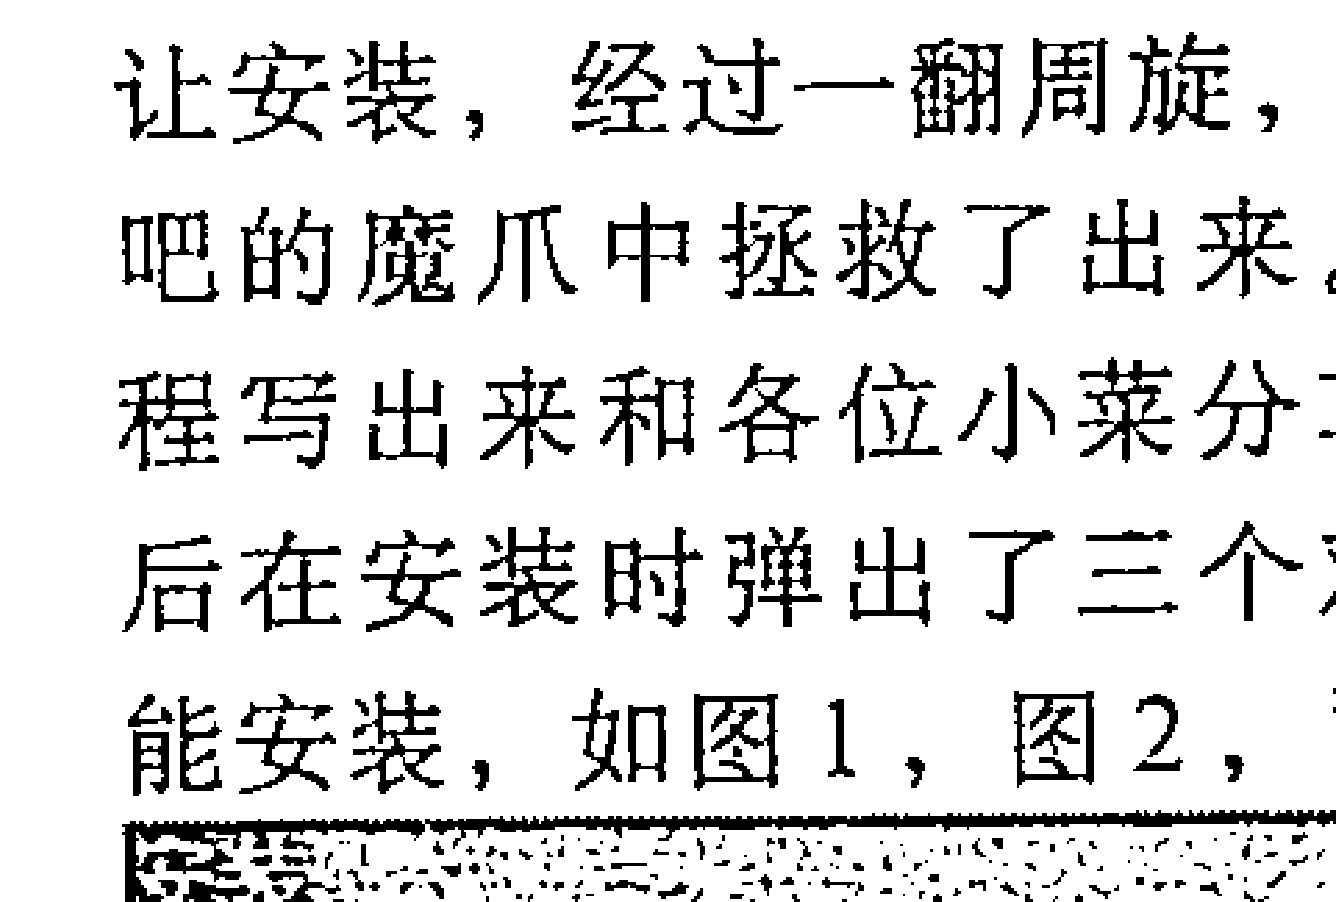 让安装，经过一翻周旋，
吧的魔爪中拯救了出来。
程写出来和各位小菜分
后在安装时弹出了三个
能安装，如图1，图2，